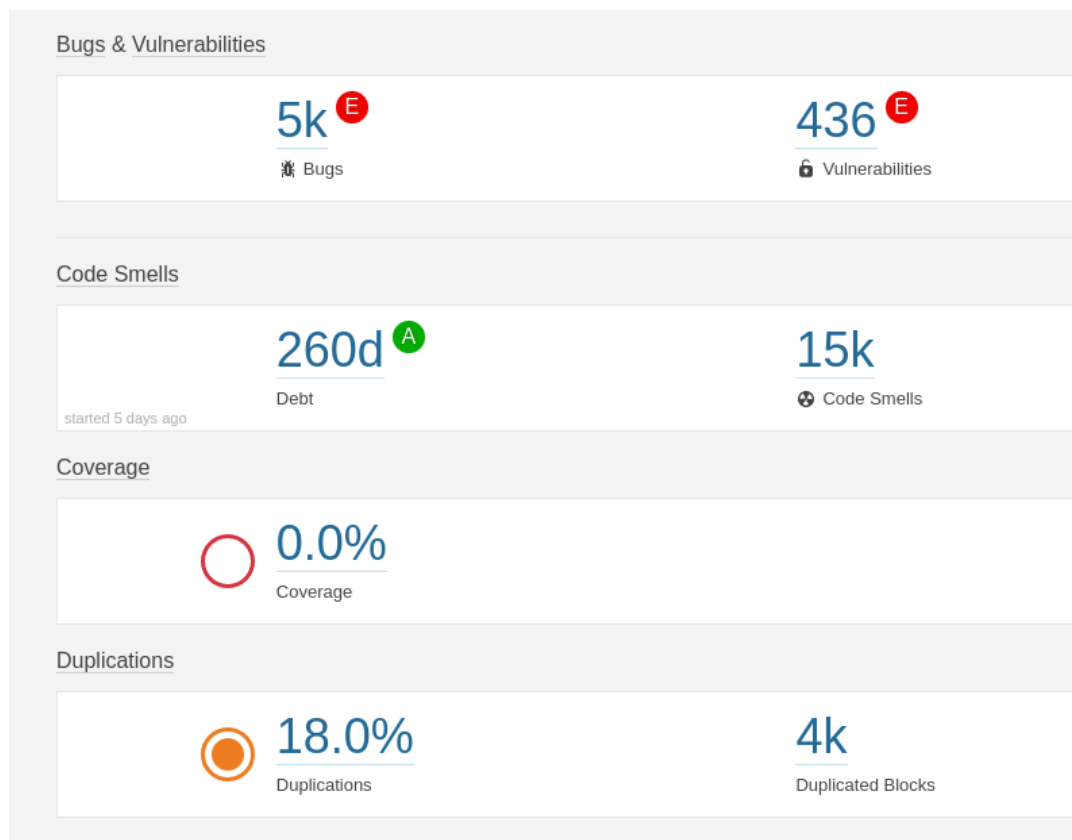 Bugs & Vulnerabilities
5k E
436 E
Bugs
Vulnerabilities
Code Smells
260d A
15k
Debt
Code Smells
started 5 days ago
Coverage
0.0%
Coverage
Duplications
18.0%
4k
Duplications
Duplicated Blocks